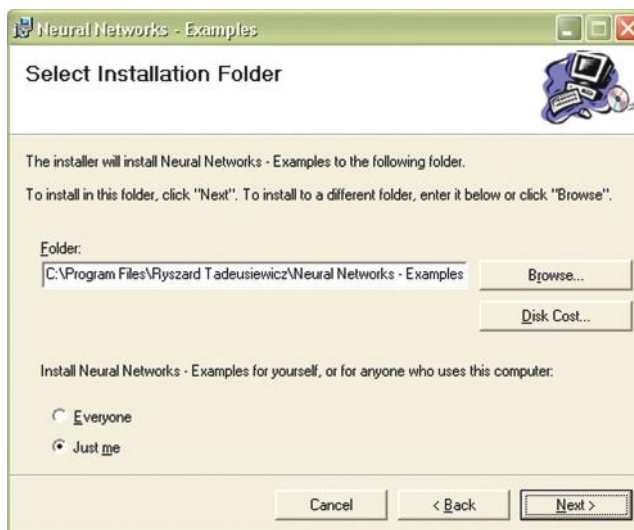 Neural Networks - Examples
Select Installation Folder
The installer will install Neural Networks - Examples to the following folder.
To install in this folder, click "Next". To install to a different folder, enter it below or click "Browse".
Folder:
C:\Program Files\Ryszard Tadeusiewicz\Neural Networks - Examples
Browse...
Disk Cost...
Install Neural Networks - Examples for yourself, or for anyone who uses this computer:
Everyone
Just me
Cancel
< Back
Next >